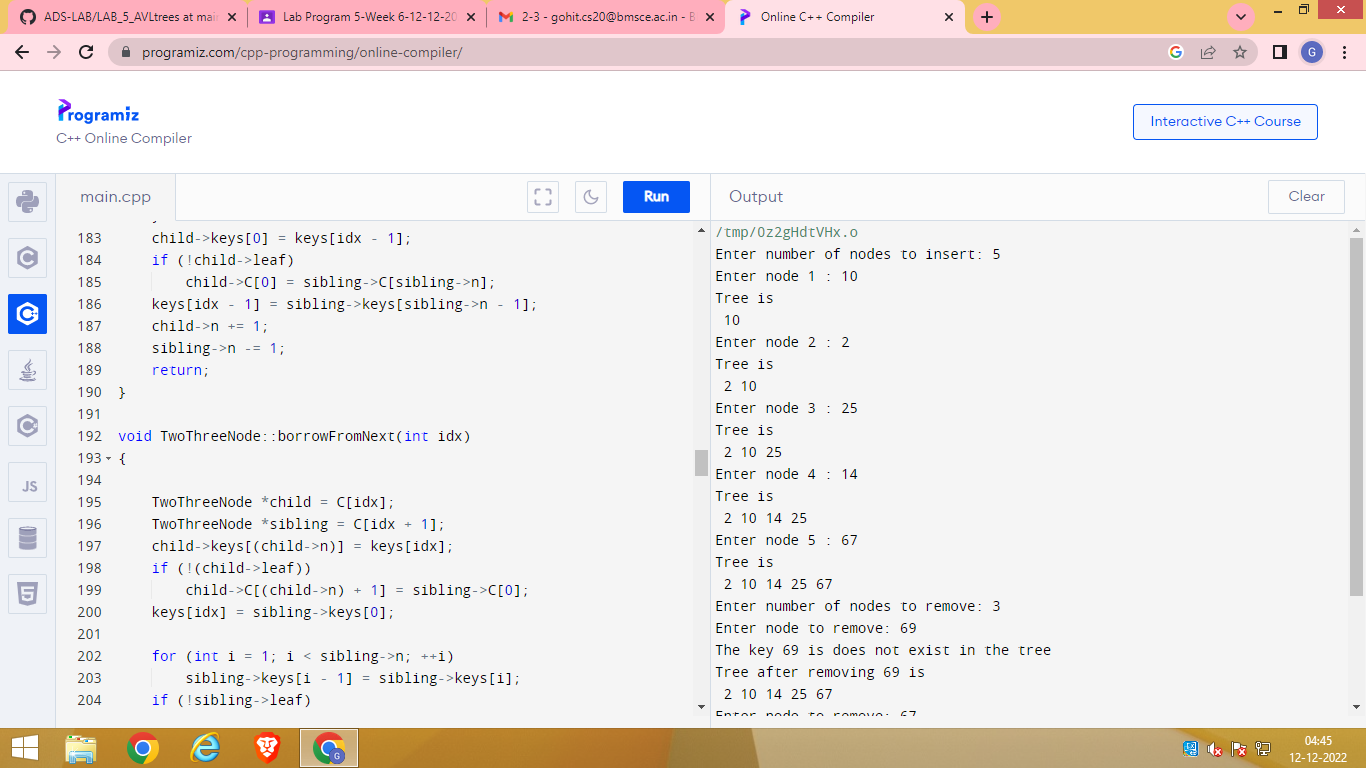 ADS-LAB/LAB_5_AVLtrees at mai
Lab Program 5-Week 6-12-12-20
2-3 - gohit.cs20@bmsce.ac.in - B
Online C++ Compiler
programiz.com/cpp-programming/online-compiler/
G
Programiz
C++ Online Compiler
Interactive C++ Course
main.cpp
Run
Output
Clear
JS
}
183 child->keys[0] = keys[idx - 1];
184 if (!child->leaf)
185 child->C[0] = sibling->C[sibling->n];
186 keys[idx - 1] = sibling->keys[sibling->n - 1];
187 child->n += 1;
188 sibling->n -= 1;
189 return;
190 }
191
192 void TwoThreeNode::borrowFromNext(int idx)
193 {
194
195 TwoThreeNode *child = C[idx];
196 TwoThreeNode *sibling = C[idx + 1];
197 child->keys[(child->n)] = keys[idx];
198 if (!(child->leaf))
199 child->C[(child->n) + 1] = sibling->C[0];
200 keys[idx] = sibling->keys[0];
201
202 for (int i = 1; i < sibling->n; ++i)
203 sibling->keys[i - 1] = sibling->keys[i];
204 if (!sibling->leaf)
/tmp/0z2gHdtVHx.o
Enter number of nodes to insert: 5
Enter node 1 : 10
Tree is
10
Enter node 2 : 2
Tree is
2 10
Enter node 3 : 25
Tree is
2 10 25
Enter node 4 : 14
Tree is
2 10 14 25
Enter node 5 : 67
Tree is
2 10 14 25 67
Enter number of nodes to remove: 3
Enter node to remove: 69
The key 69 is does not exist in the tree
Tree after removing 69 is
2 10 14 25 67
Enter node to remove: 67
G
04:45
12-12-2022